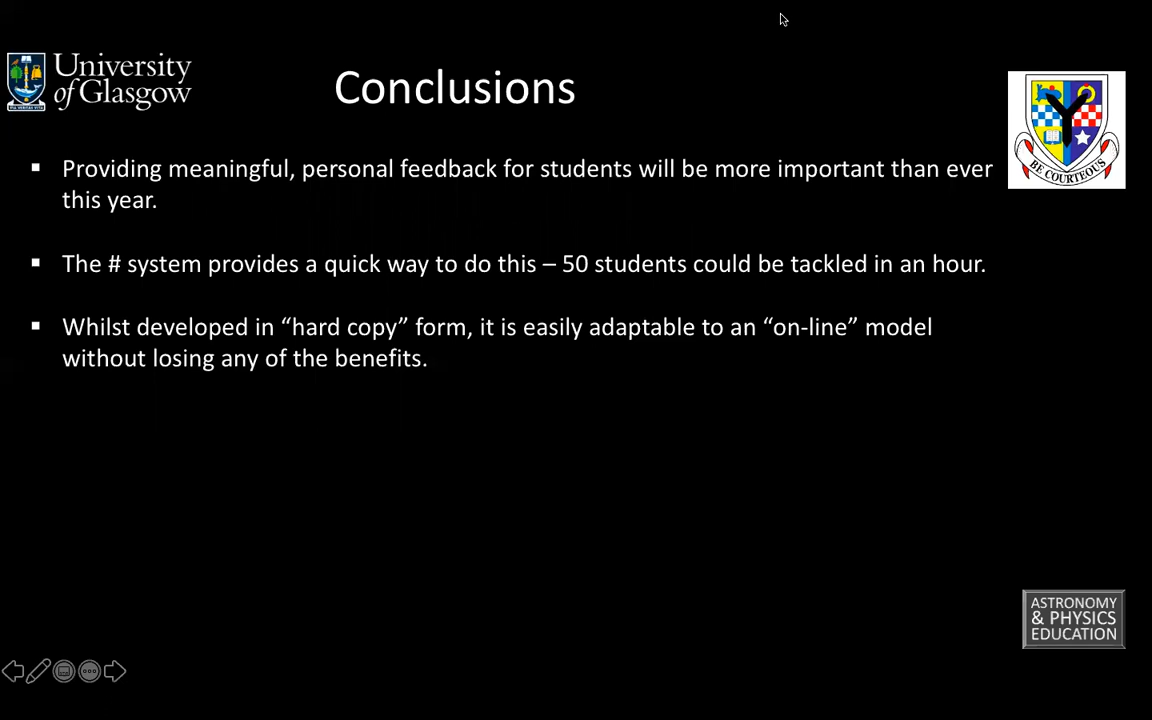 University
of Glasgow
VIA VERITAS VITA
Conclusions
BE COURTEOUS
▪ Providing meaningful, personal feedback for students will be more important than ever
this year.
▪ The # system provides a quick way to do this – 50 students could be tackled in an hour.
▪ Whilst developed in “hard copy” form, it is easily adaptable to an “on-line” model
without losing any of the benefits.
ASTRONOMY
& PHYSICS
EDUCATION